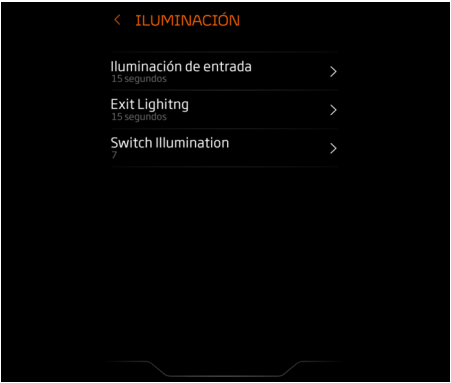 ILUMINACIÓN
Iluminación de entrada
15 segundos
Exit Lighitng
15 segundos
Switch Illumination
7